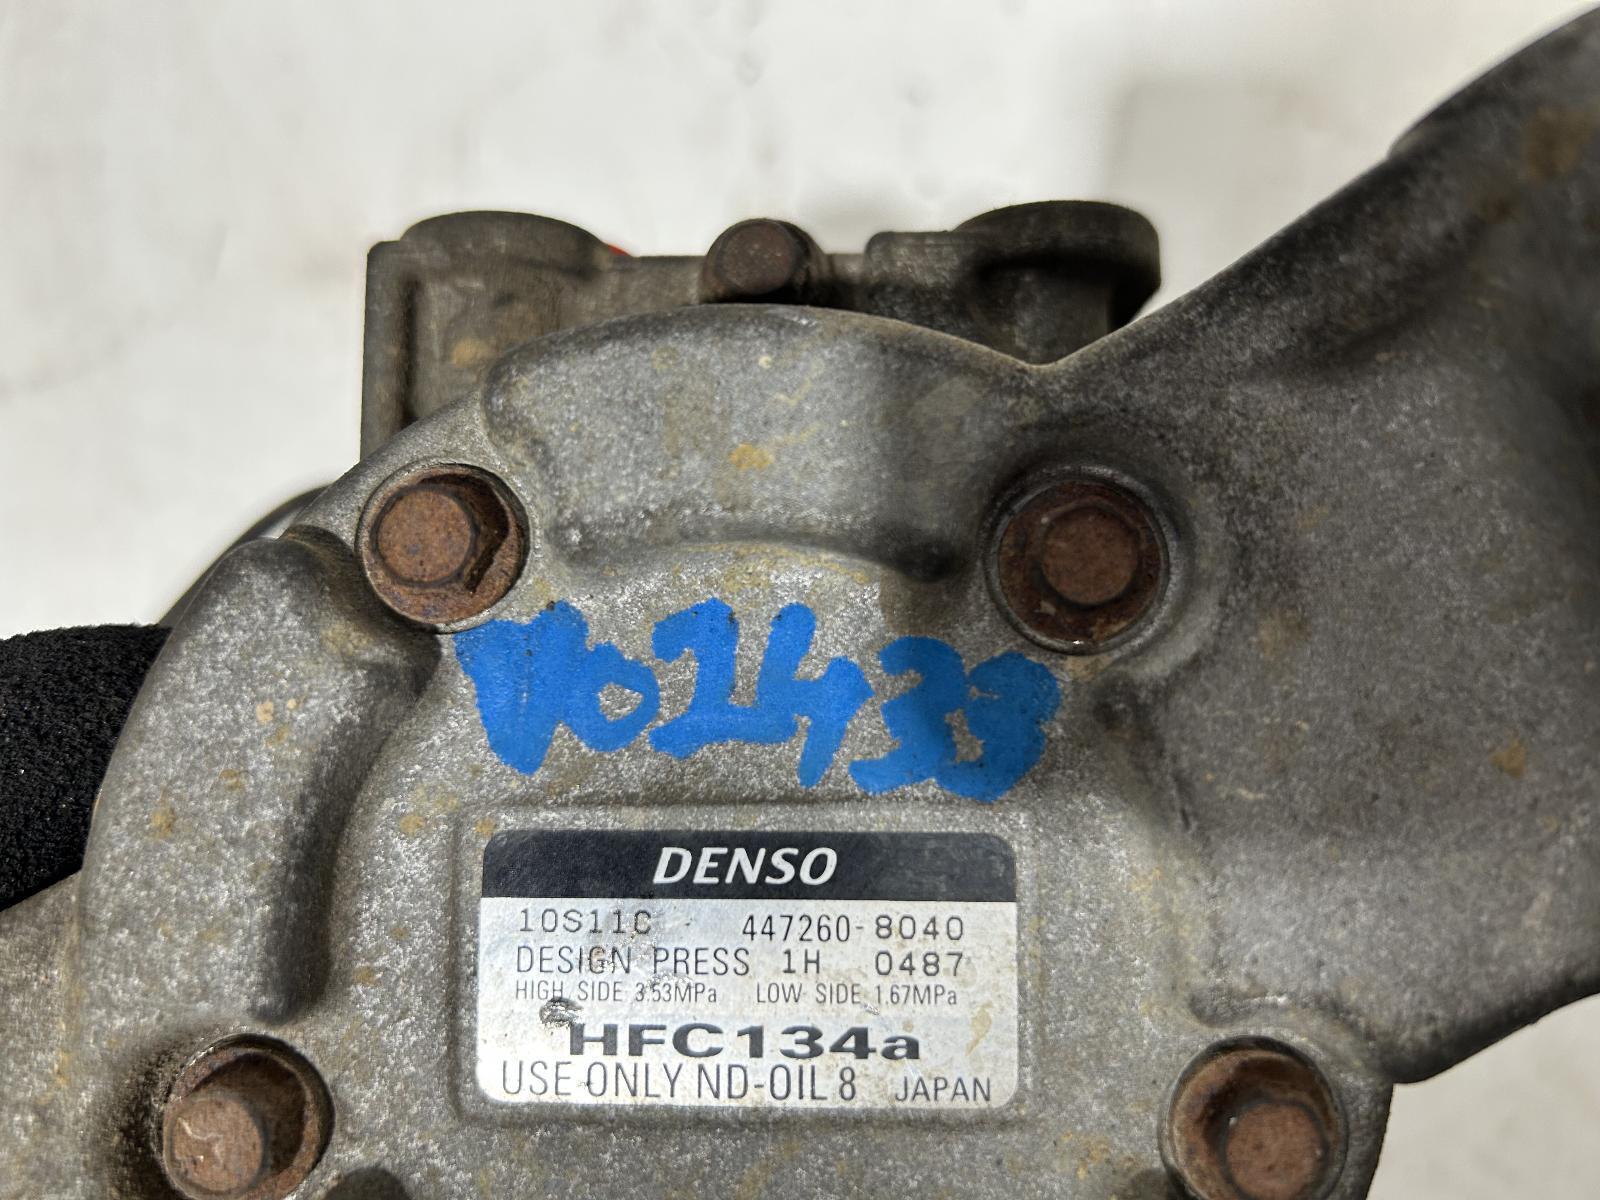 V02433
DENSO
10S11C 447260-8040
DESIGN PRESS 1H 0487
HIGH SIDE 3.53MPa LOW SIDE 1.67MPa
HFC134a
USE ONLY ND-OIL 8 JAPAN